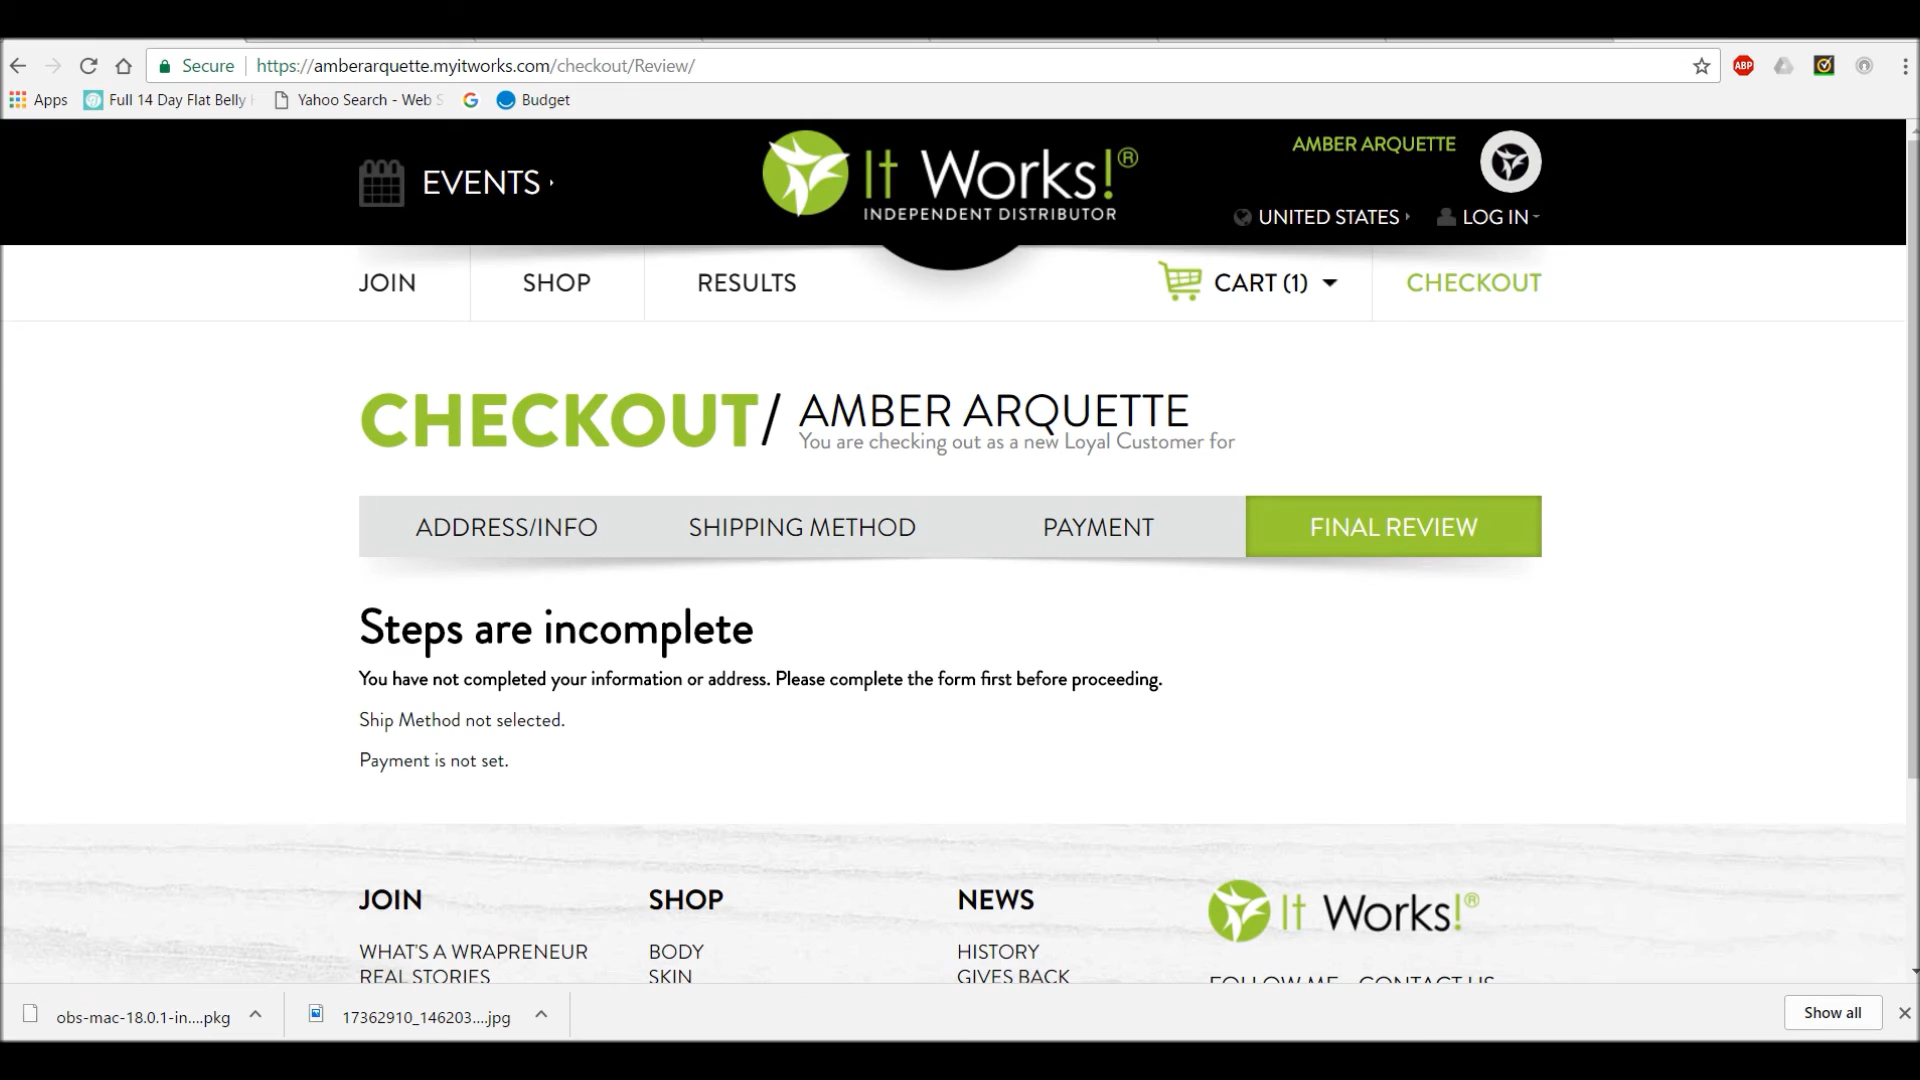 Secure https://amberarquette.myitworks.com/checkout/Review/
ABP
Apps Full 14 Day Flat Belly Yahoo Search - Web S G Budget
EVENTS
It Works!®
INDEPENDENT DISTRIBUTOR
AMBER ARQUETTE
UNITED STATES LOG IN
JOIN SHOP RESULTS CART (1) CHECKOUT
CHECKOUT/ AMBER ARQUETTE
You are checking out as a new Loyal Customer for
ADDRESS/INFO SHIPPING METHOD PAYMENT FINAL REVIEW
Steps are incomplete
You have not completed your information or address. Please complete the form first before proceeding.
Ship Method not selected.
Payment is not set.
JOIN SHOP NEWS It Works!®
WHAT'S A WRAPRENEUR BODY HISTORY
REAL STORIES SKIN GIVES BACK
FOLLOW ME CONTACT US
obs-mac-18.0.1-in....pkg 17362910_146203....jpg Show all